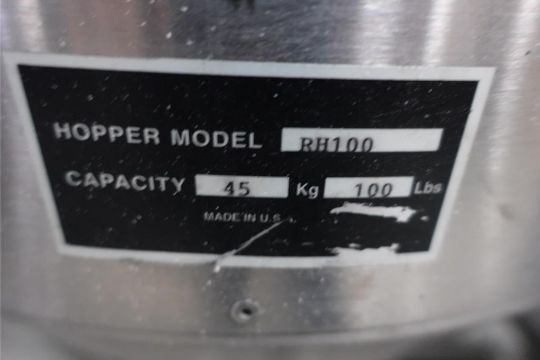 HOPPER MODEL RH100
CAPACITY 45 Kg 100 Lbs
MADE IN U.S.